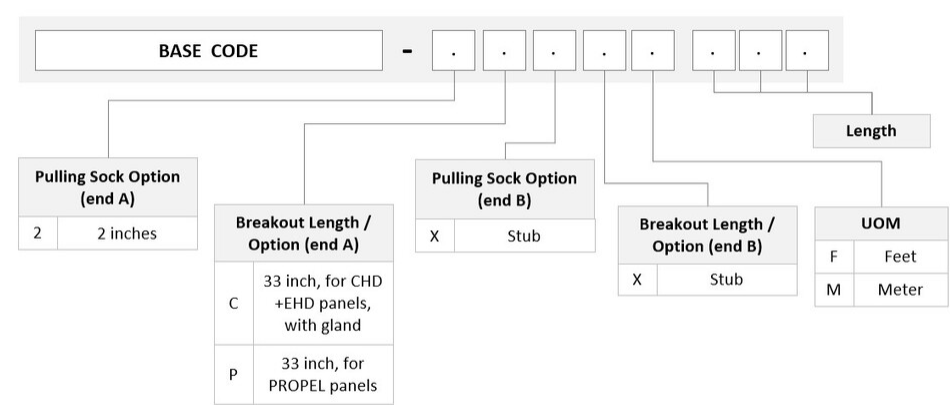 BASE CODE - . . . . . . . .
Length
Pulling Sock Option
(end A)
2 2 inches
Breakout Length /
Option (end A)
C 33 inch, for CHD
+EHD panels,
with gland
P 33 inch, for
PROPEL panels
Pulling Sock Option
(end B)
X Stub
Breakout Length /
Option (end B)
X Stub
UOM
F Feet
M Meter